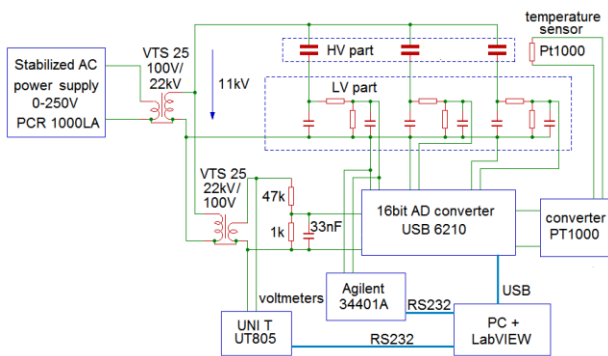 temperature
sensor
Pt1000
HV part
VTS 25
100V/
22kV
Stabilized AC
power supply
0-250V
PCR 1000LA
11kV
LV part
VTS 25
22kV/
100V
47k
1k
33nF
16bit AD converter
USB 6210
converter
PT1000
voltmeters
Agilent
34401A
RS232
USB
UNI T
UT805
RS232
PC +
LabVIEW